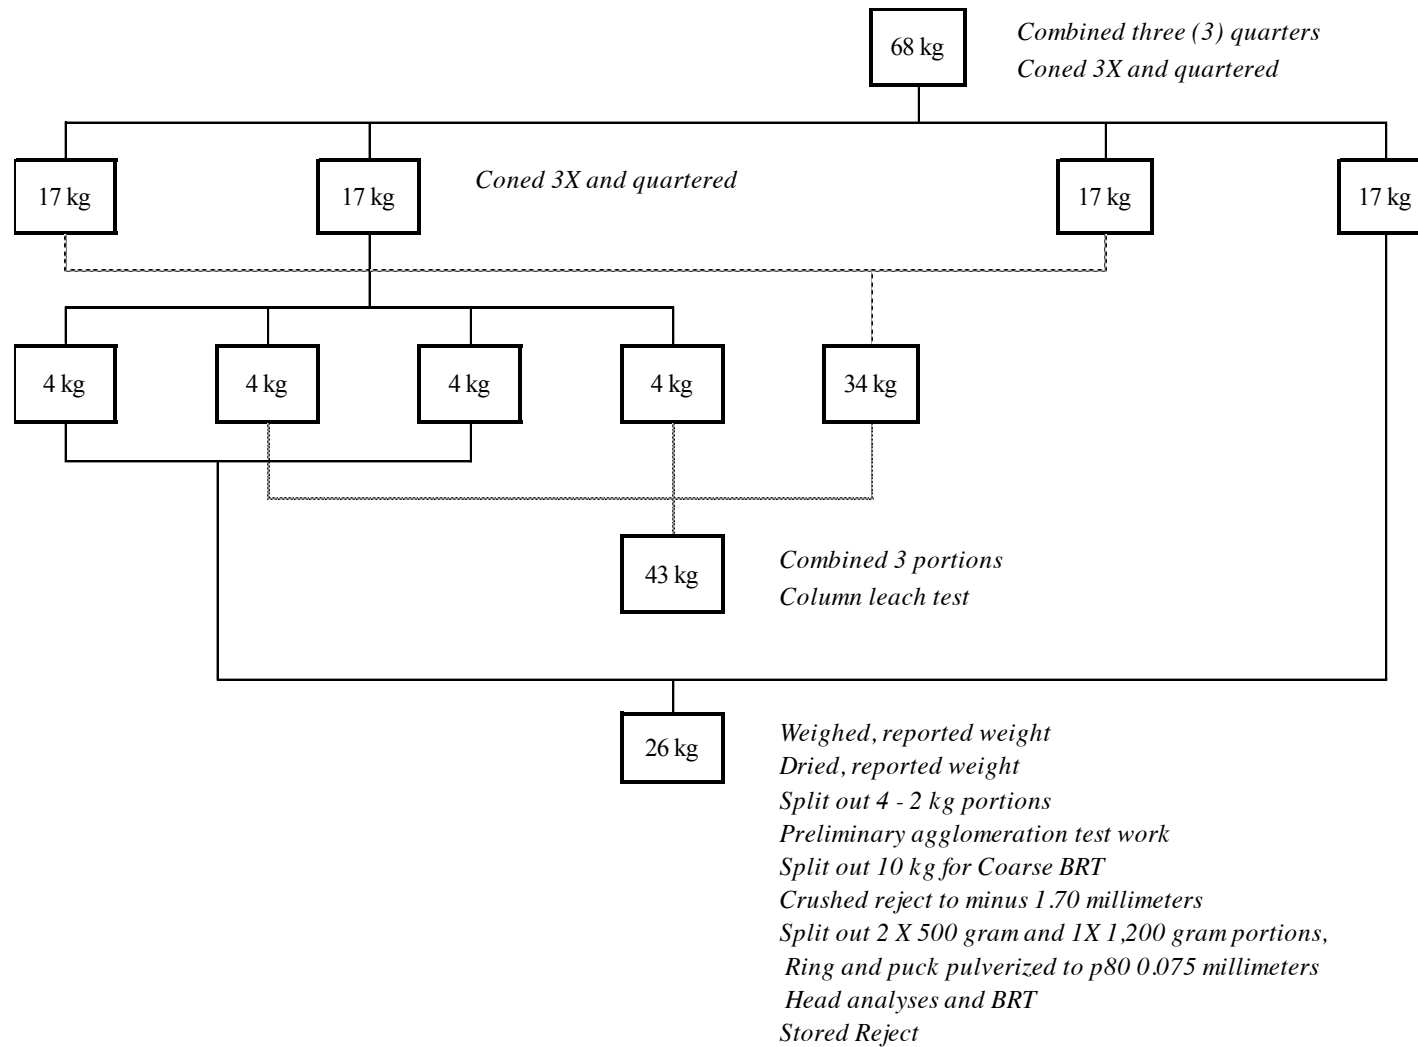 68 kg
Combined three (3) quarters
Coned 3X and quartered
17 kg
17 kg
Coned 3X and quartered
17 kg
17 kg
4 kg
4 kg
4 kg
4 kg
34 kg
43 kg
Combined 3 portions
Column leach test
26 kg
Weighed, reported weight
Dried, reported weight
Split out 4 - 2 kg portions
Preliminary agglomeration test work
Split out 10 kg for Coarse BRT
Crushed reject to minus 1.70 millimeters
Split out 2 X 500 gram and 1X 1,200 gram portions,
Ring and puck pulverized to p80 0.075 millimeters
Head analyses and BRT
Stored Reject